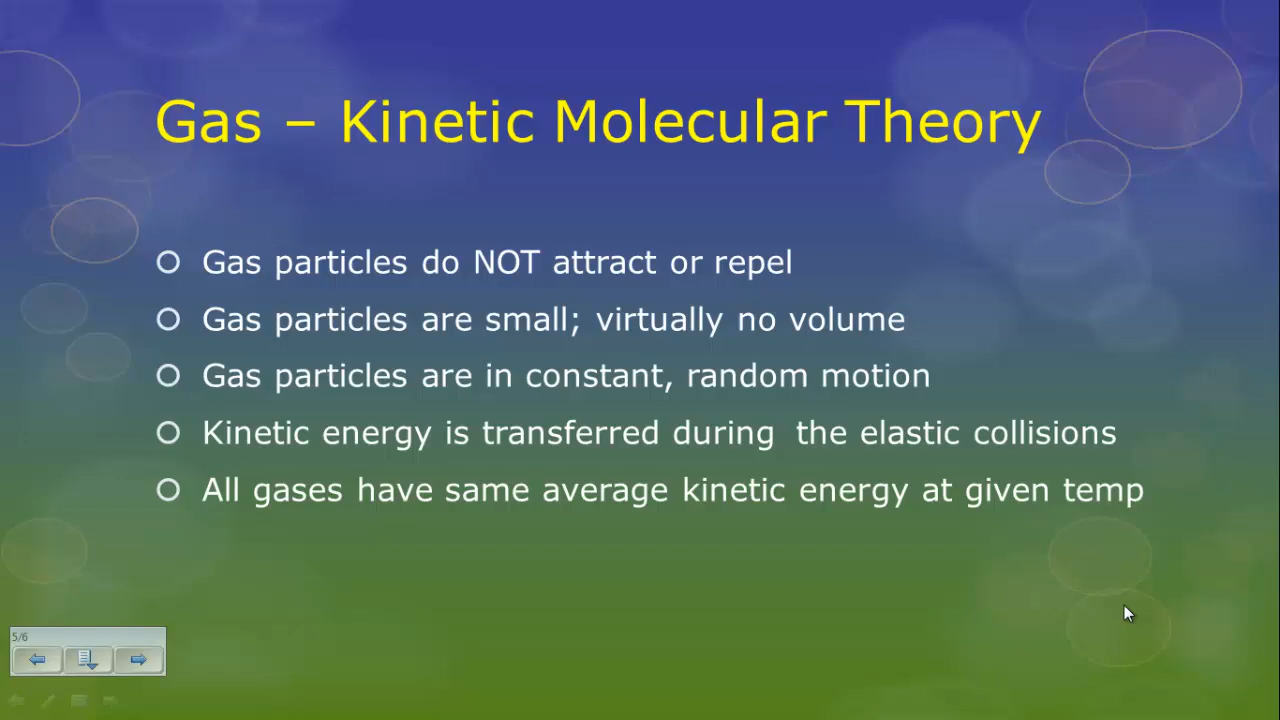 Gas – Kinetic Molecular Theory
Gas particles do NOT attract or repel
Gas particles are small; virtually no volume
Gas particles are in constant, random motion
Kinetic energy is transferred during  the elastic collisions
All gases have same average kinetic energy at given temp
5/6